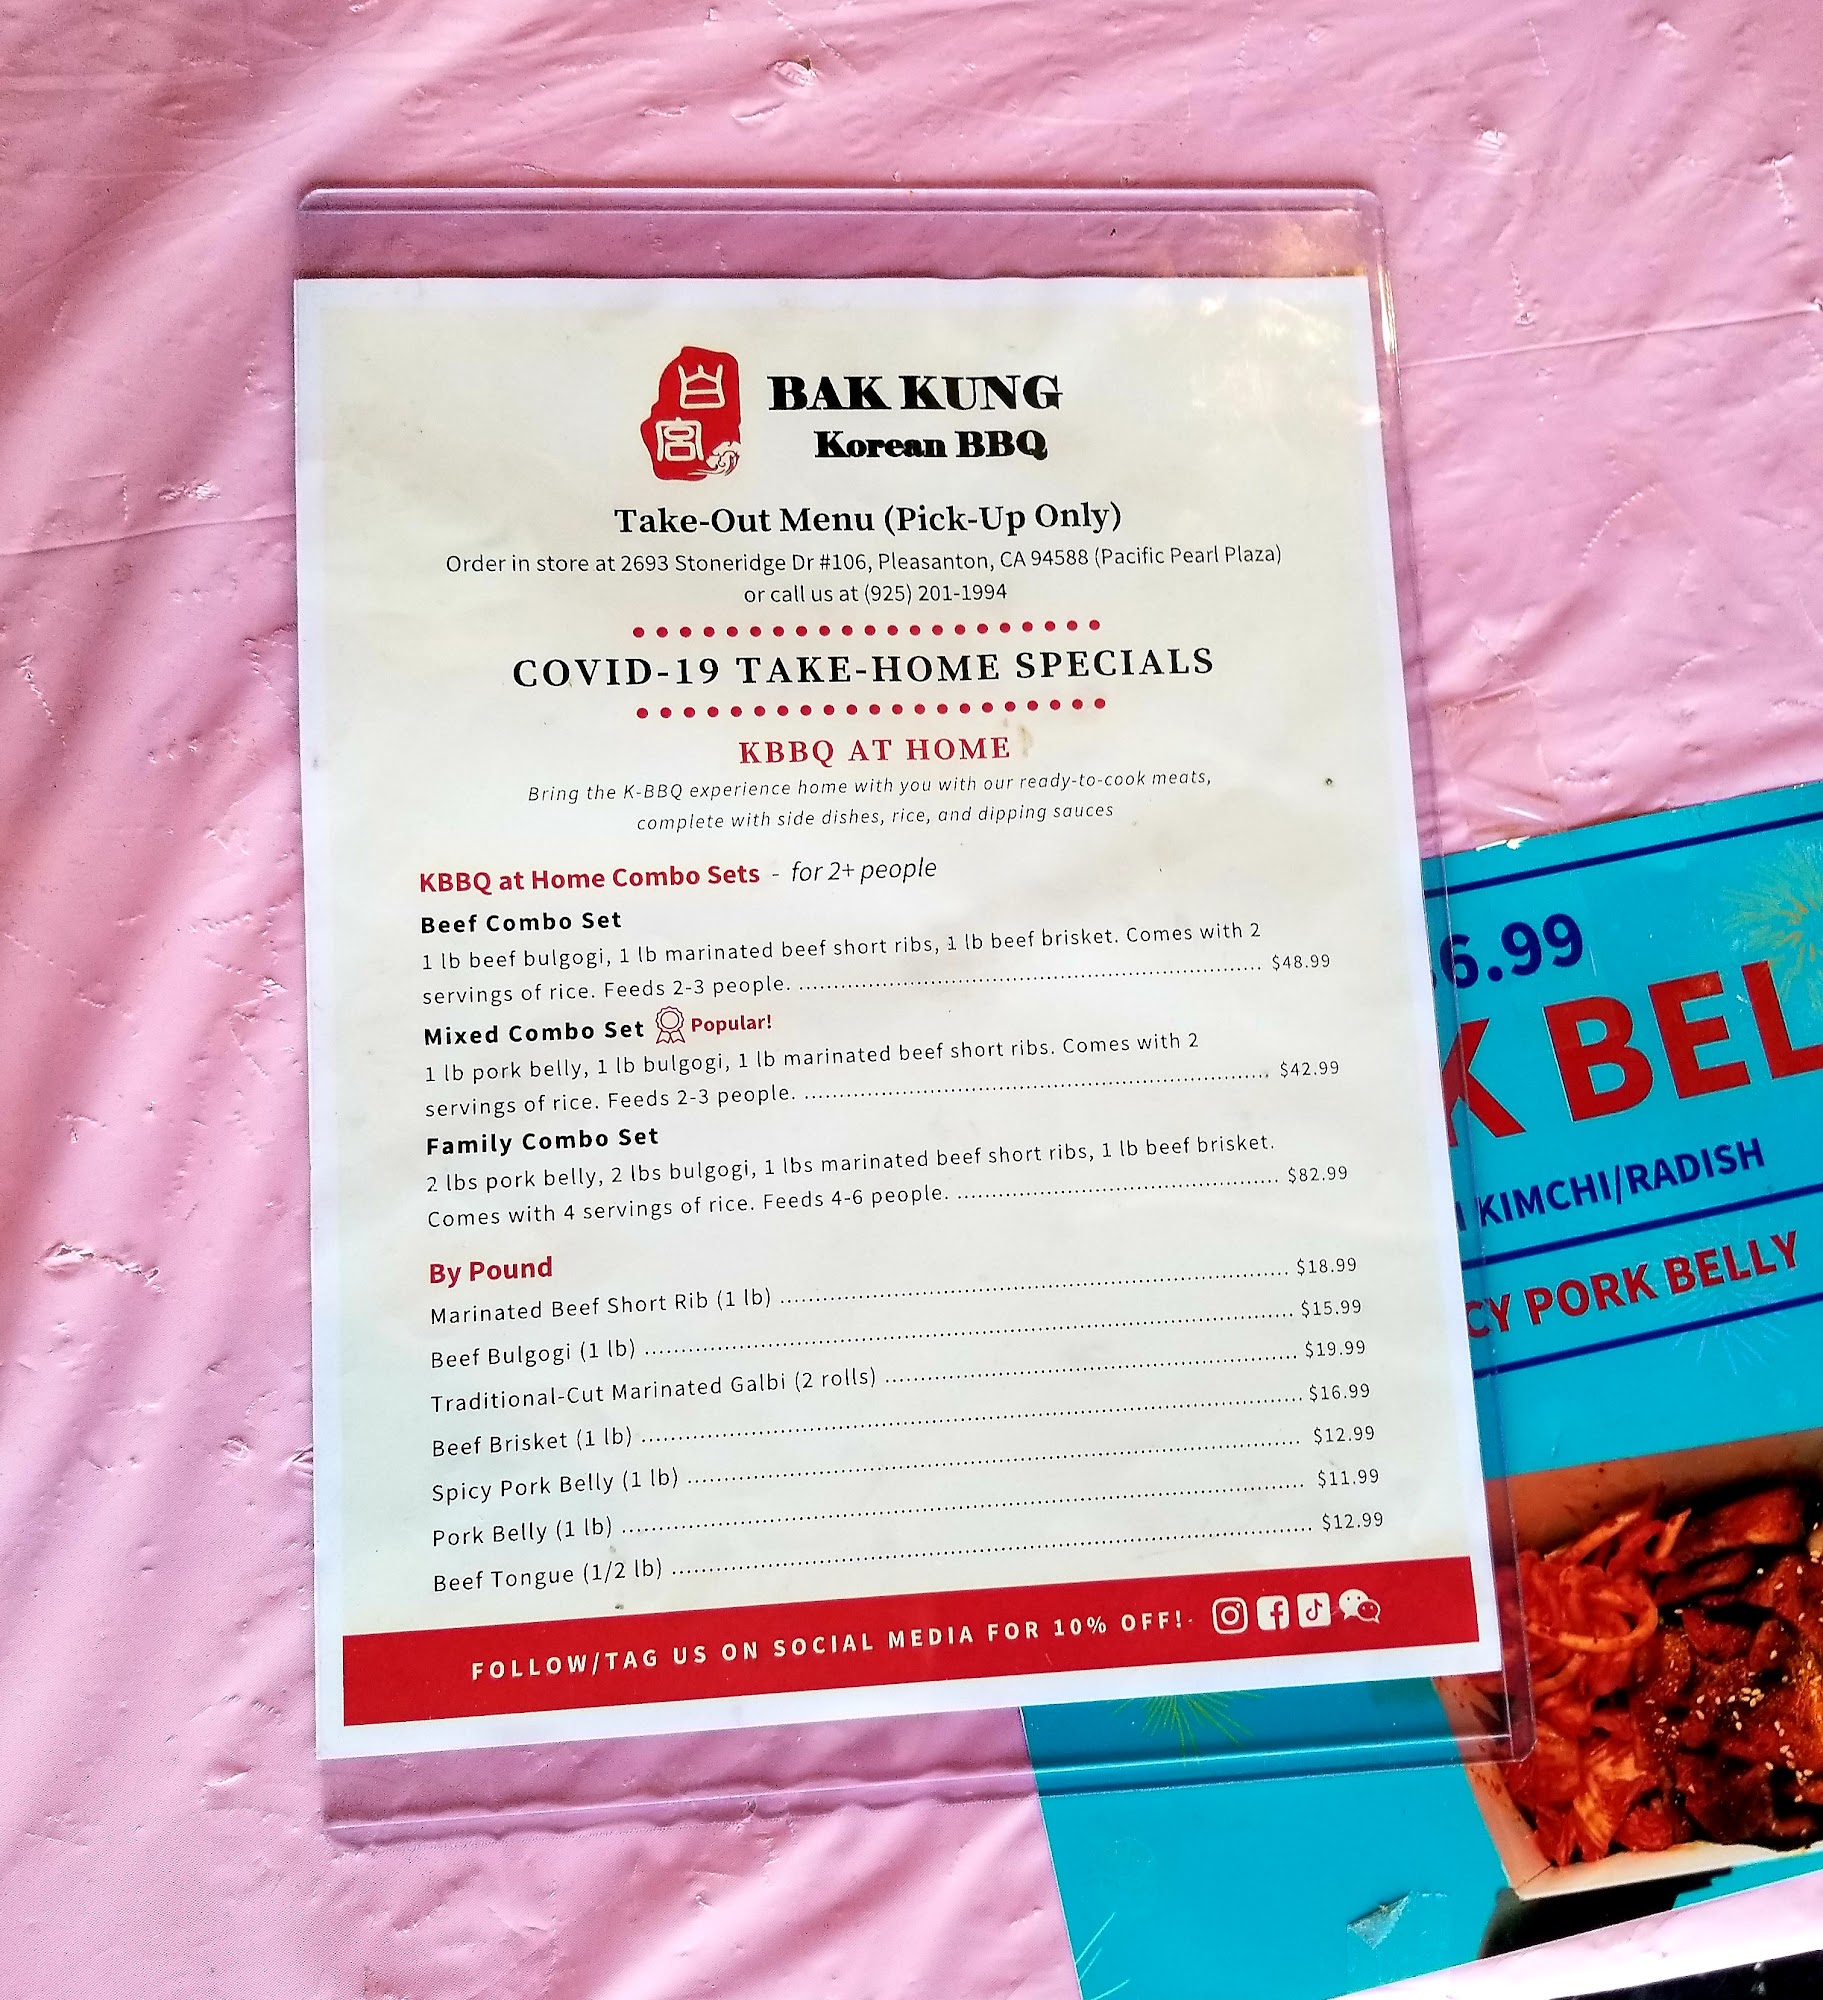 白
宮
BAK KUNG
Korean BBQ
Take-Out Menu (Pick-Up Only)
Order in store at 2693 Stoneridge Dr #106, Pleasanton, CA 94588 (Pacific Pearl Plaza)
or call us at (925) 201-1994
COVID-19 TAKE-HOME SPECIALS
KBBQ AT HOME
Bring the K-BBQ experience home with you with our ready-to-cook meats,
complete with side dishes, rice, and dipping sauces
KBBQ at Home Combo Sets - for 2+ people
Beef Combo Set
1 lb beef bulgogi, 1 lb marinated beef short ribs, 1 lb beef brisket. Comes with 2
servings of rice. Feeds 2-3 people. $48.99
Mixed Combo Set Popular!
1 lb pork belly, 1 lb bulgogi, 1 lb marinated beef short ribs. Comes with 2
servings of rice. Feeds 2-3 people. $42.99
Family Combo Set
2 lbs pork belly, 2 lbs bulgogi, 1 lbs marinated beef short ribs, 1 lb beef brisket.
Comes with 4 servings of rice. Feeds 4-6 people. $82.99
By Pound
Marinated Beef Short Rib (1 lb) $18.99
Beef Bulgogi (1 lb) $15.99
Traditional-Cut Marinated Galbi (2 rolls) $19.99
Beef Brisket (1 lb) $16.99
Spicy Pork Belly (1 lb) $12.99
Pork Belly (1 lb) $11.99
Beef Tongue (1/2 lb) $12.99
FOLLOW/TAG US ON SOCIAL MEDIA FOR 10% OFF!
6.99
K BEL
KIMCHI/RADISH
CY PORK BELLY